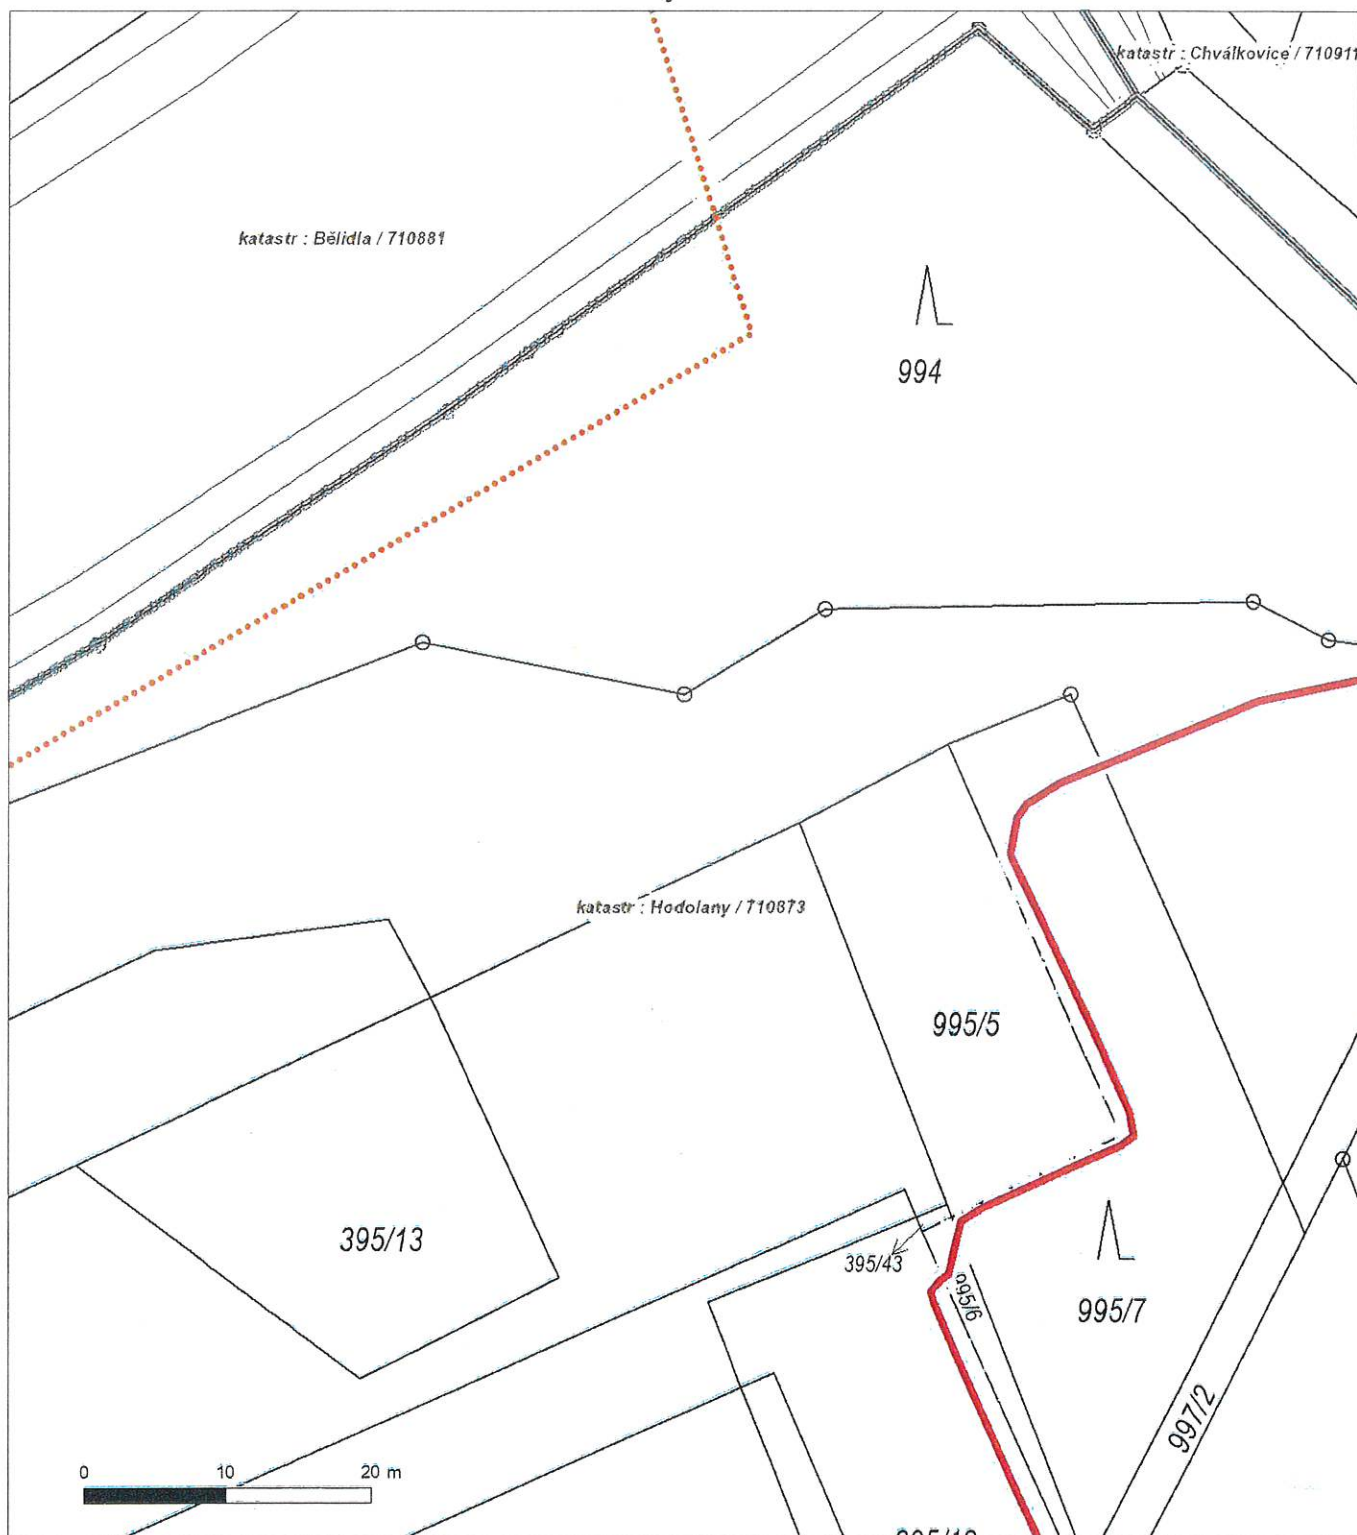 katastr : Chválkovice / 710911
katastr : Bělidla / 710881
994
katastr : Hodolany / 710873
995/5
395/13
395/43
995/6
995/7
997/2
0 10 20 m